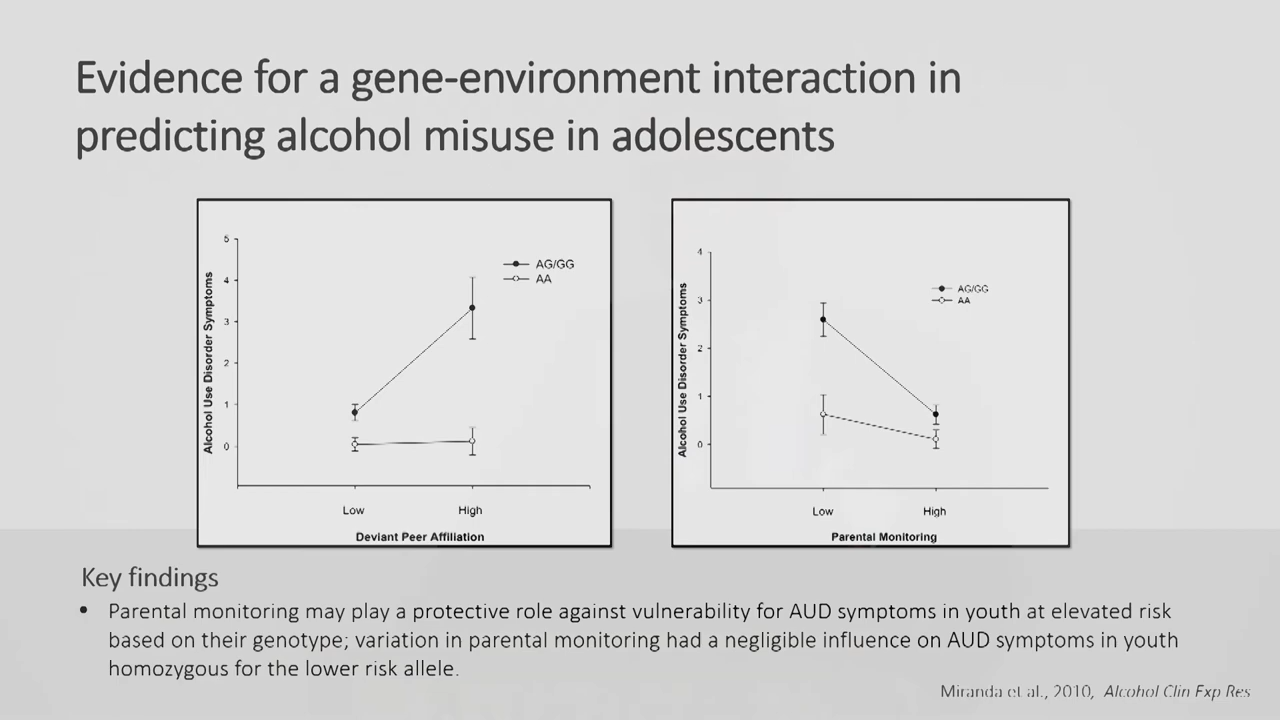 Evidence for a gene-environment interaction in
predicting alcohol misuse in adolescents
5
4
3
2
1
0
Alcohol Use Disorder Symptoms
AG/GG
AA
Low
High
Deviant Peer Affiliation
4
3
2
1
0
Alcohol Use Disorder Symptoms
AG/GG
AA
Low
High
Parental Monitoring
Key findings
• Parental monitoring may play a protective role against vulnerability for AUD symptoms in youth at elevated risk
based on their genotype; variation in parental monitoring had a negligible influence on AUD symptoms in youth
homozygous for the lower risk allele.
Miranda et al., 2010, Alcohol Clin Exp Res